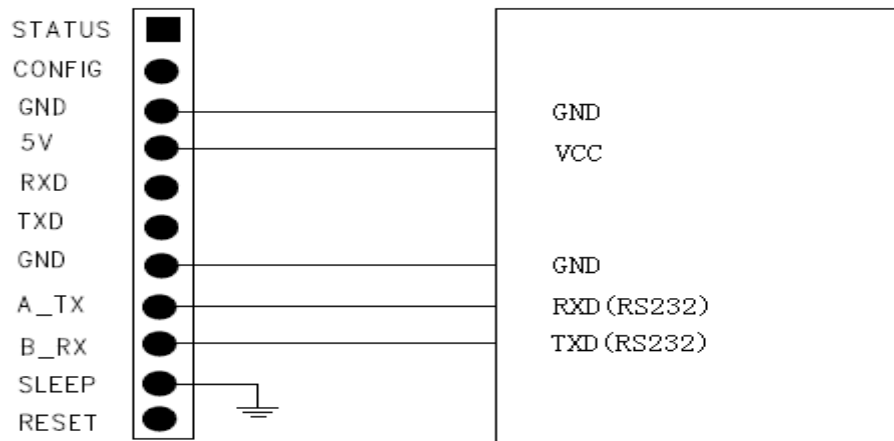 STATUS
CONFIG
GND GND
5V VCC
RXD
TXD
GND GND
A_TX RXD(RS232)
B_RX TXD(RS232)
SLEEP
RESET